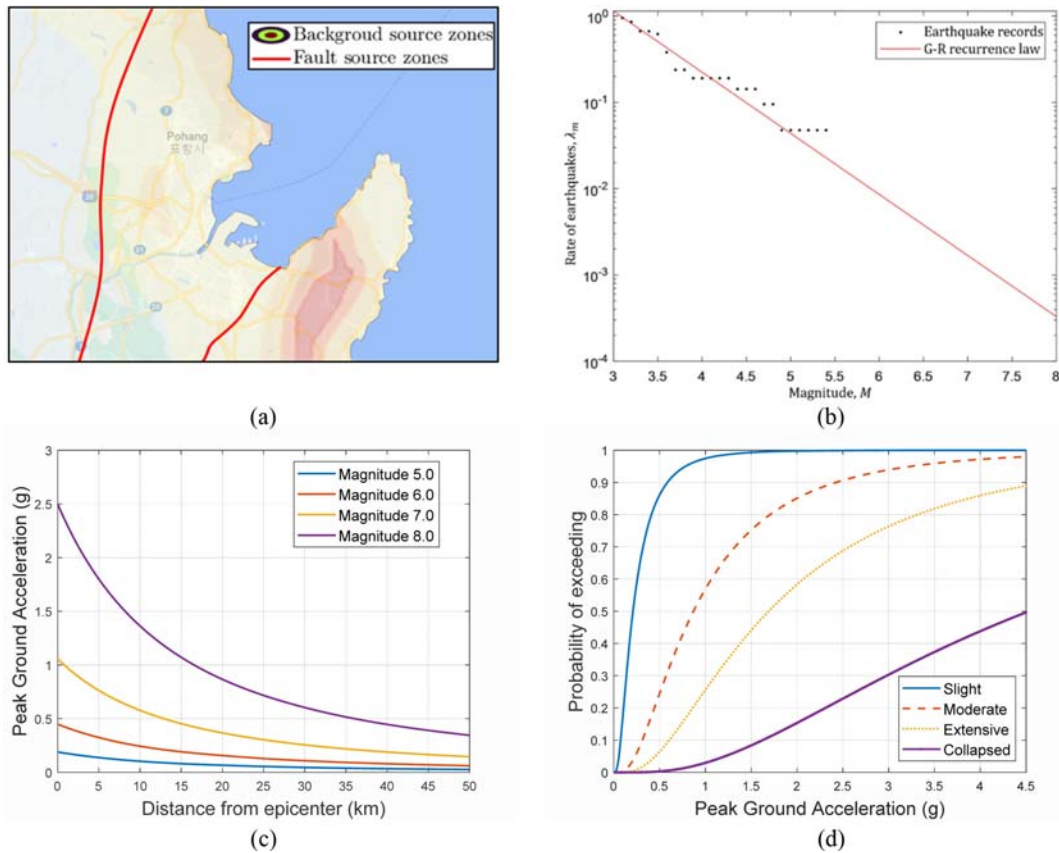 Backgroud source zones
Fault source zones
7
Pohang
포항시
20
31
(a)
10^0
10^-1
10^-2
10^-3
10^-4
Rate of earthquakes, λ_m
Earthquake records
G-R recurrence law
3 3.5 4 4.5 5 5.5 6 6.5 7 7.5 8
Magnitude, M
(b)
3
2.5
2
1.5
1
0.5
0
Peak Ground Acceleration (g)
Magnitude 5.0
Magnitude 6.0
Magnitude 7.0
Magnitude 8.0
0 5 10 15 20 25 30 35 40 45 50
Distance from epicenter (km)
(c)
1
0.9
0.8
0.7
0.6
0.5
0.4
0.3
0.2
0.1
0
Probability of exceeding
Slight
Moderate
Extensive
Collapsed
0 0.5 1 1.5 2 2.5 3 3.5 4 4.5
Peak Ground Acceleration (g)
(d)